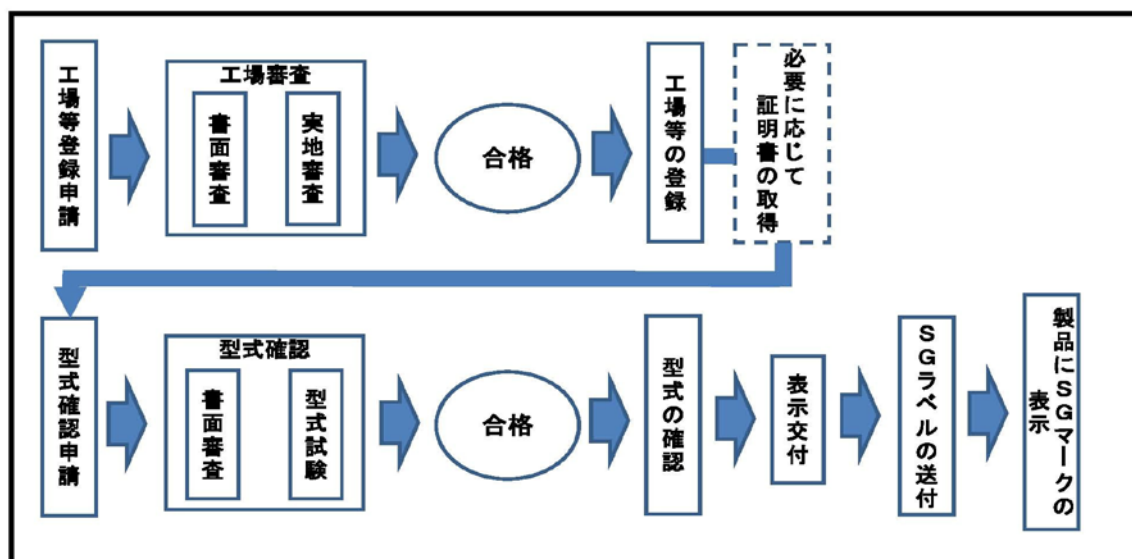 工場等登録申請
工場審査
書面審査
実地審査
合格
工場等の登録
必要に応じて
証明書の取得
型式確認申請
型式確認
書面審査
型式試験
合格
型式の確認
表示交付
SGラベルの送付
製品にSGマークの
表示